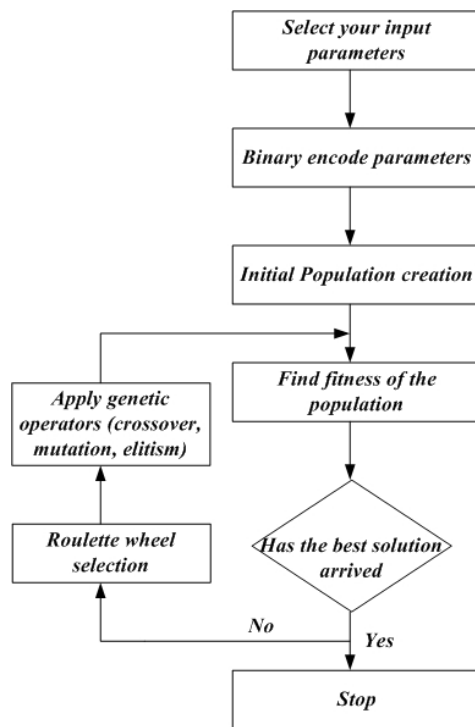 Select your input
parameters
Binary encode parameters
Initial Population creation
Find fitness of the
population
Apply genetic
operators (crossover,
mutation, elitism)
Has the best solution
arrived
Roulette wheel
selection
No
Yes
Stop